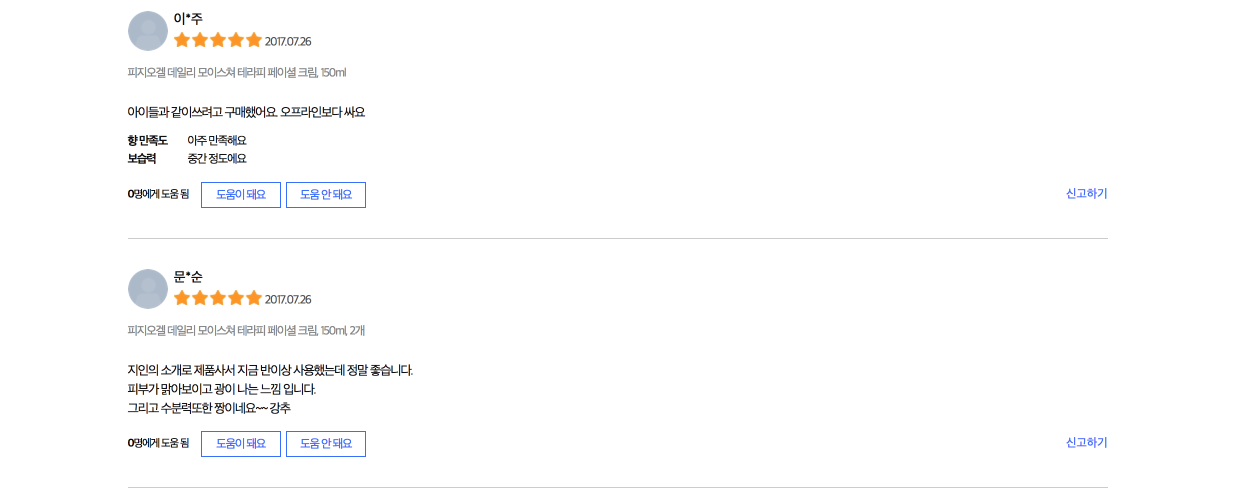 이*주
2017.07.26
피지오겔 데일리 모이스쳐 테라피 페이셜 크림, 150ml
아이들과 같이쓰려고 구매했어요. 오프라인보다 싸요
향 만족도 아주 만족해요
보습력 중간 정도에요
0명에게 도움 됨 도움이 돼요 도움 안 돼요 신고하기
문*순
2017.07.26
피지오겔 데일리 모이스쳐 테라피 페이셜 크림, 150ml, 2개
지인의 소개로 제품사서 지금 반이상 사용했는데 정말 좋습니다.
피부가 맑아보이고 광이 나는 느낌 입니다.
그리고 수분력또한 짱이네요~~ 강추
0명에게 도움 됨 도움이 돼요 도움 안 돼요 신고하기